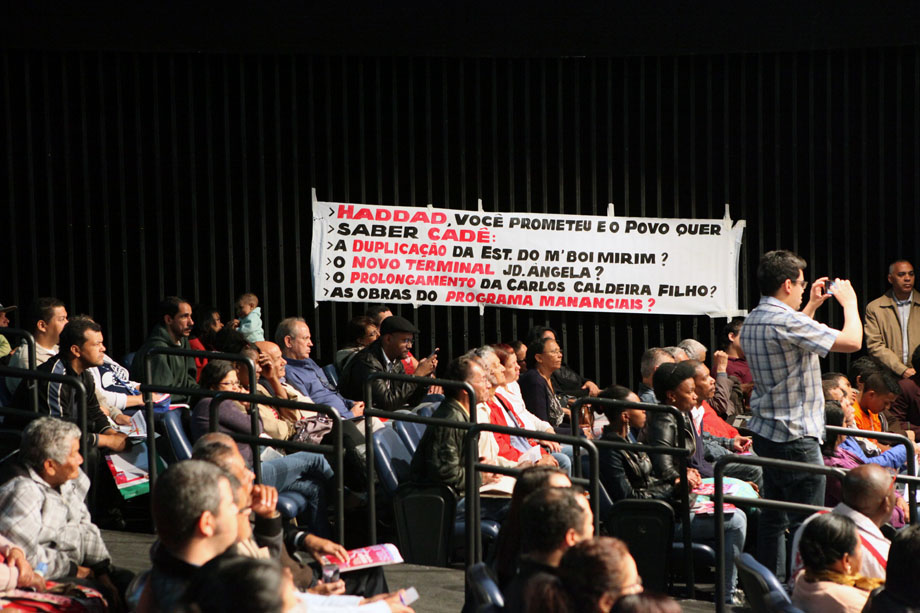 >HADDAD, VOCÊ PROMETEU E O POVO QUER
>SABER CADÊ:
>A DUPLICAÇÃO DA EST. DO M'BOI MIRIM?
>O NOVO TERMINAL JD. ANGELA?
>O PROLONGAMENTO DA CARLOS CALDEIRA FILHO?
>AS OBRAS DO PROGRAMA MANANCIAIS?